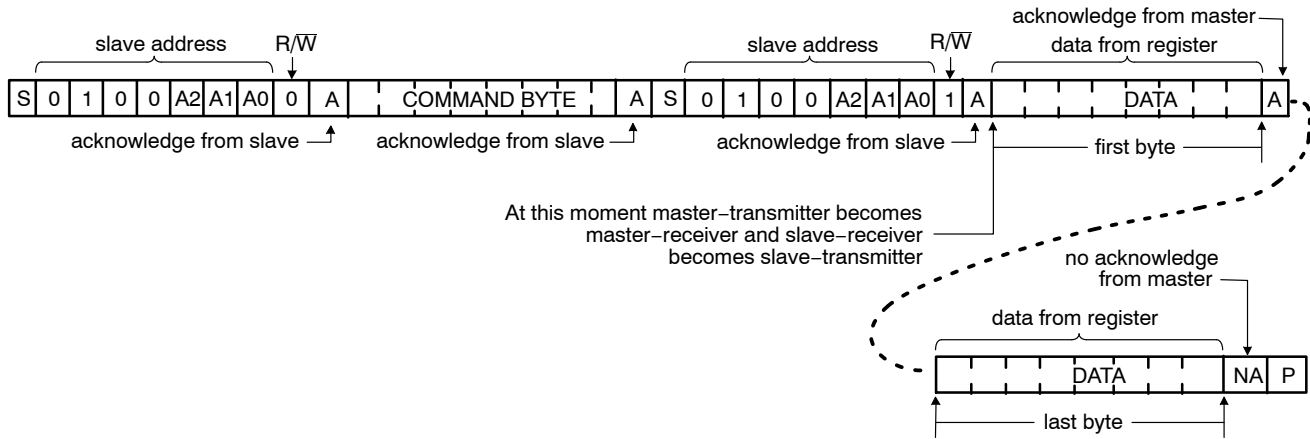 acknowledge from master
slave address R/W̅ slave address R/W̅ data from register
S 0 1 0 0 A2 A1 A0 0 A COMMAND BYTE A S 0 1 0 0 A2 A1 A0 1 A DATA A
acknowledge from slave acknowledge from slave acknowledge from slave first byte
At this moment master−transmitter becomes
master−receiver and slave−receiver
becomes slave−transmitter
no acknowledge
from master
data from register
DATA NA P
last byte